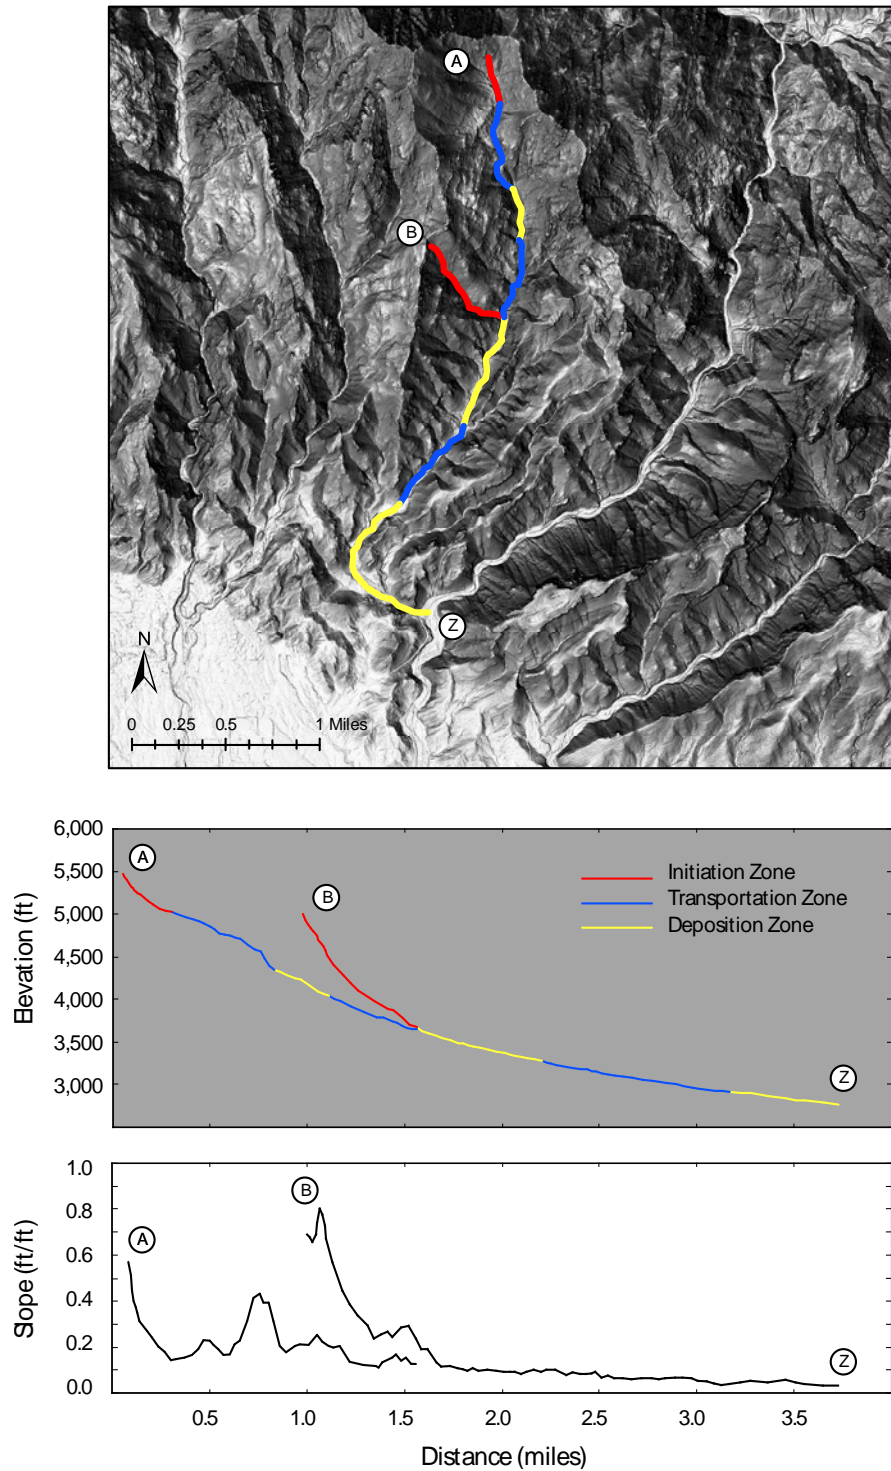 A
B
Z
N
0 0.25 0.5 1 Miles
6,000
5,500
5,000
4,500
4,000
3,500
3,000
Elevation (ft)
A
B
Z
Initiation Zone
Transportation Zone
Deposition Zone
1.0
0.8
0.6
0.4
0.2
0.0
Slope (ft/ft)
A
B
Z
0.5 1.0 1.5 2.0 2.5 3.0 3.5
Distance (miles)